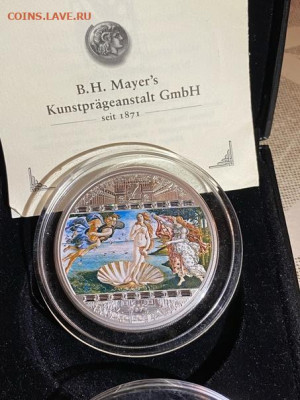 COINS.LAVE.RU
B.H. Mayer's
Kunstprägeanstalt GmbH
seit 1871